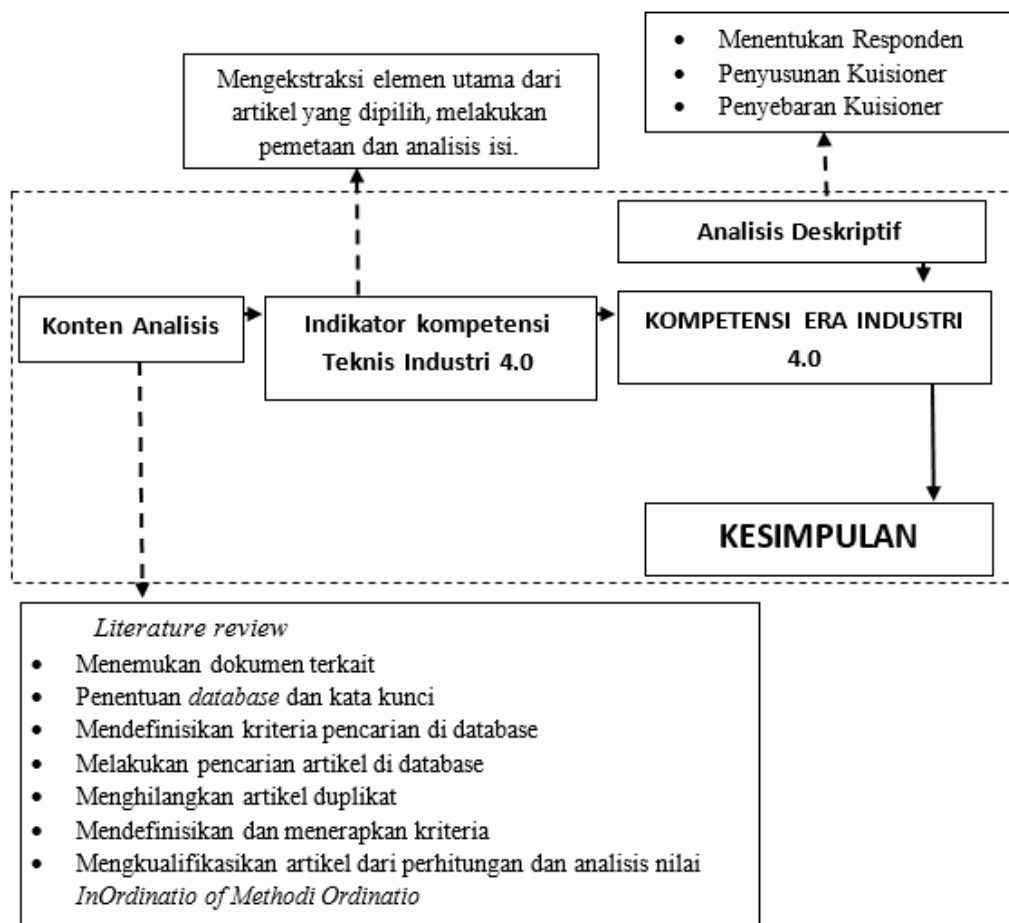 Mengekstraksi elemen utama dari
artikel yang dipilih, melakukan
pemetaan dan analisis isi.
• Menentukan Responden
• Penyusunan Kuisioner
• Penyebaran Kuisioner
Analisis Deskriptif
Konten Analisis
Indikator kompetensi
Teknis Industri 4.0
KOMPETENSI ERA INDUSTRI
4.0
KESIMPULAN
Literature review
• Menemukan dokumen terkait
• Penentuan database dan kata kunci
• Mendefinisikan kriteria pencarian di database
• Melakukan pencarian artikel di database
• Menghilangkan artikel duplikat
• Mendefinisikan dan menerapkan kriteria
• Mengkualifikasikan artikel dari perhitungan dan analisis nilai
InOrdinatio of Methodi Ordinatio